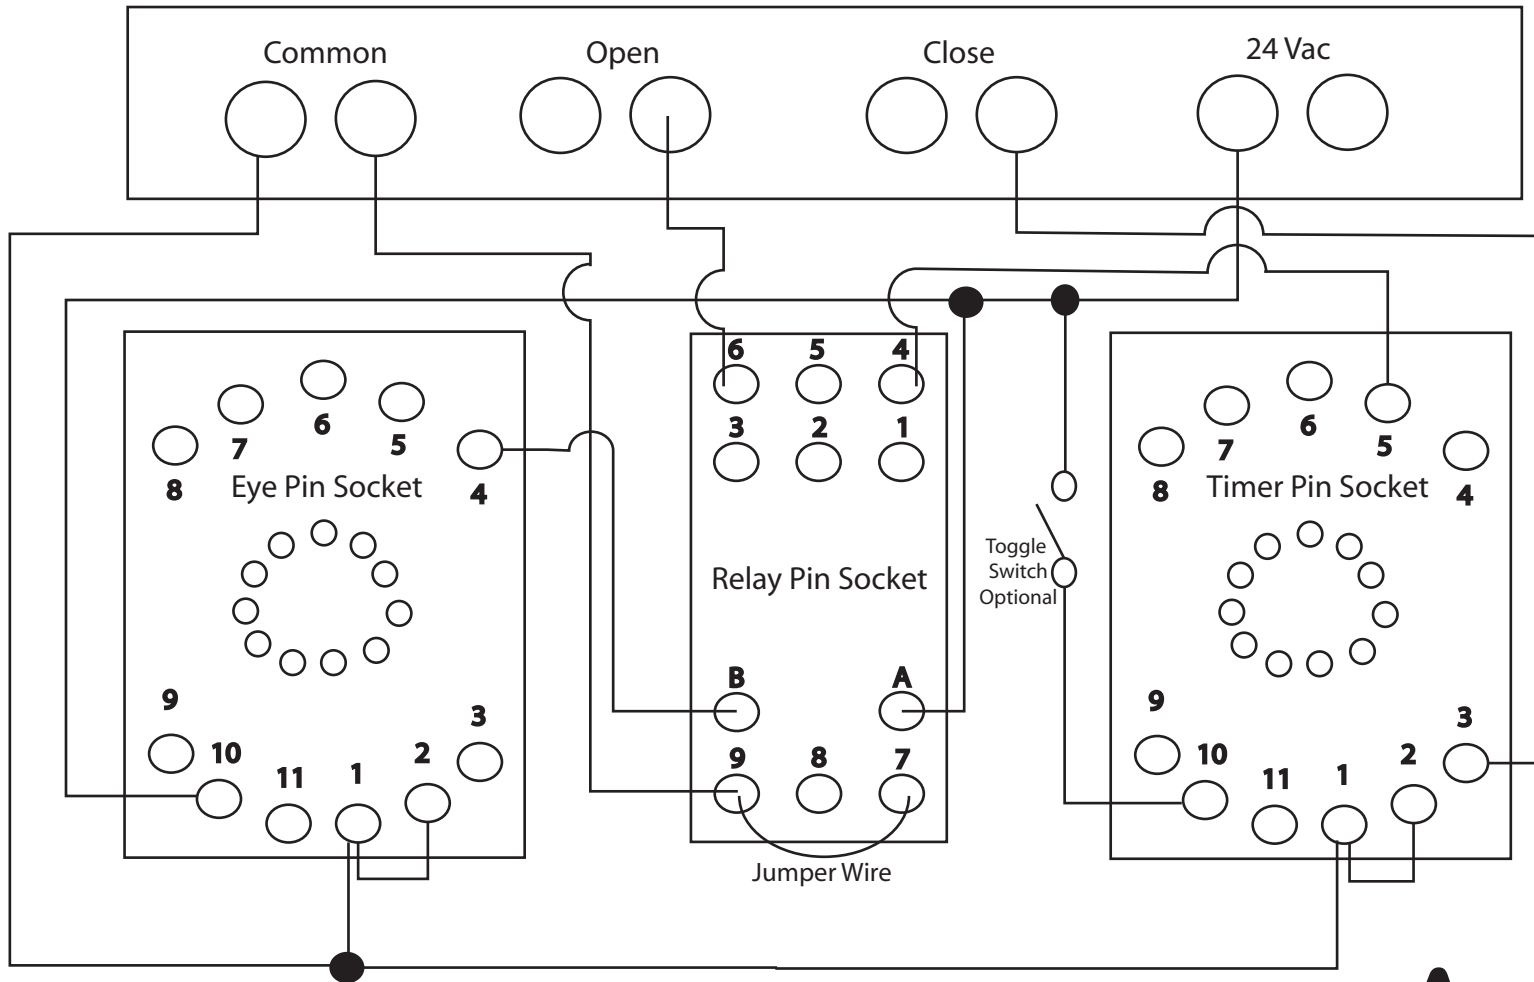 Common Open Close 24 Vac
6 5 4
3 2 1
Relay Pin Socket
B A
9 8 7
Jumper Wire
6
7 5
8 4
Eye Pin Socket
9 3
10 2
11 1
Toggle
Switch
Optional
6
7 5
8 4
Timer Pin Socket
9 3
10 2
11 1